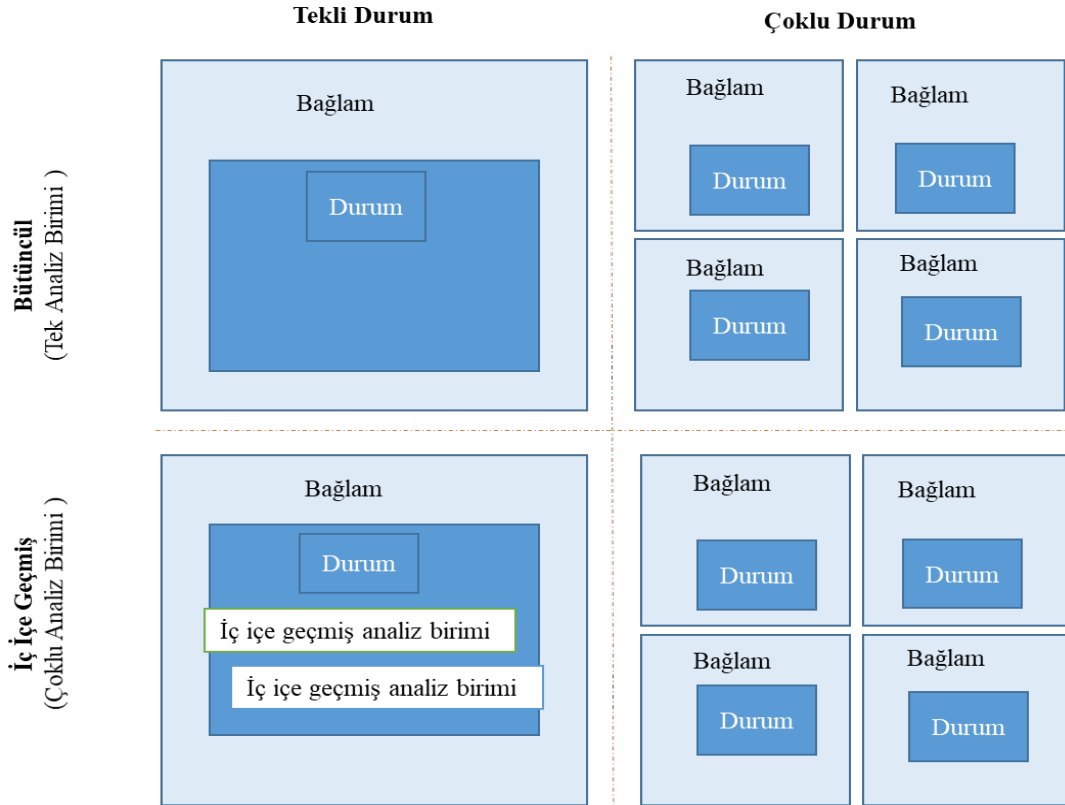 Tekli Durum
Çoklu Durum
Bütüncül
(Tek Analiz Birimi )
Bağlam
Durum
Bağlam
Durum
Bağlam
Durum
Bağlam
Durum
Bağlam
Durum
İç İçe Geçmiş
(Çoklu Analiz Birimi )
Bağlam
Durum
İç içe geçmiş analiz birimi
İç içe geçmiş analiz birimi
Bağlam
Durum
Bağlam
Durum
Bağlam
Durum
Bağlam
Durum